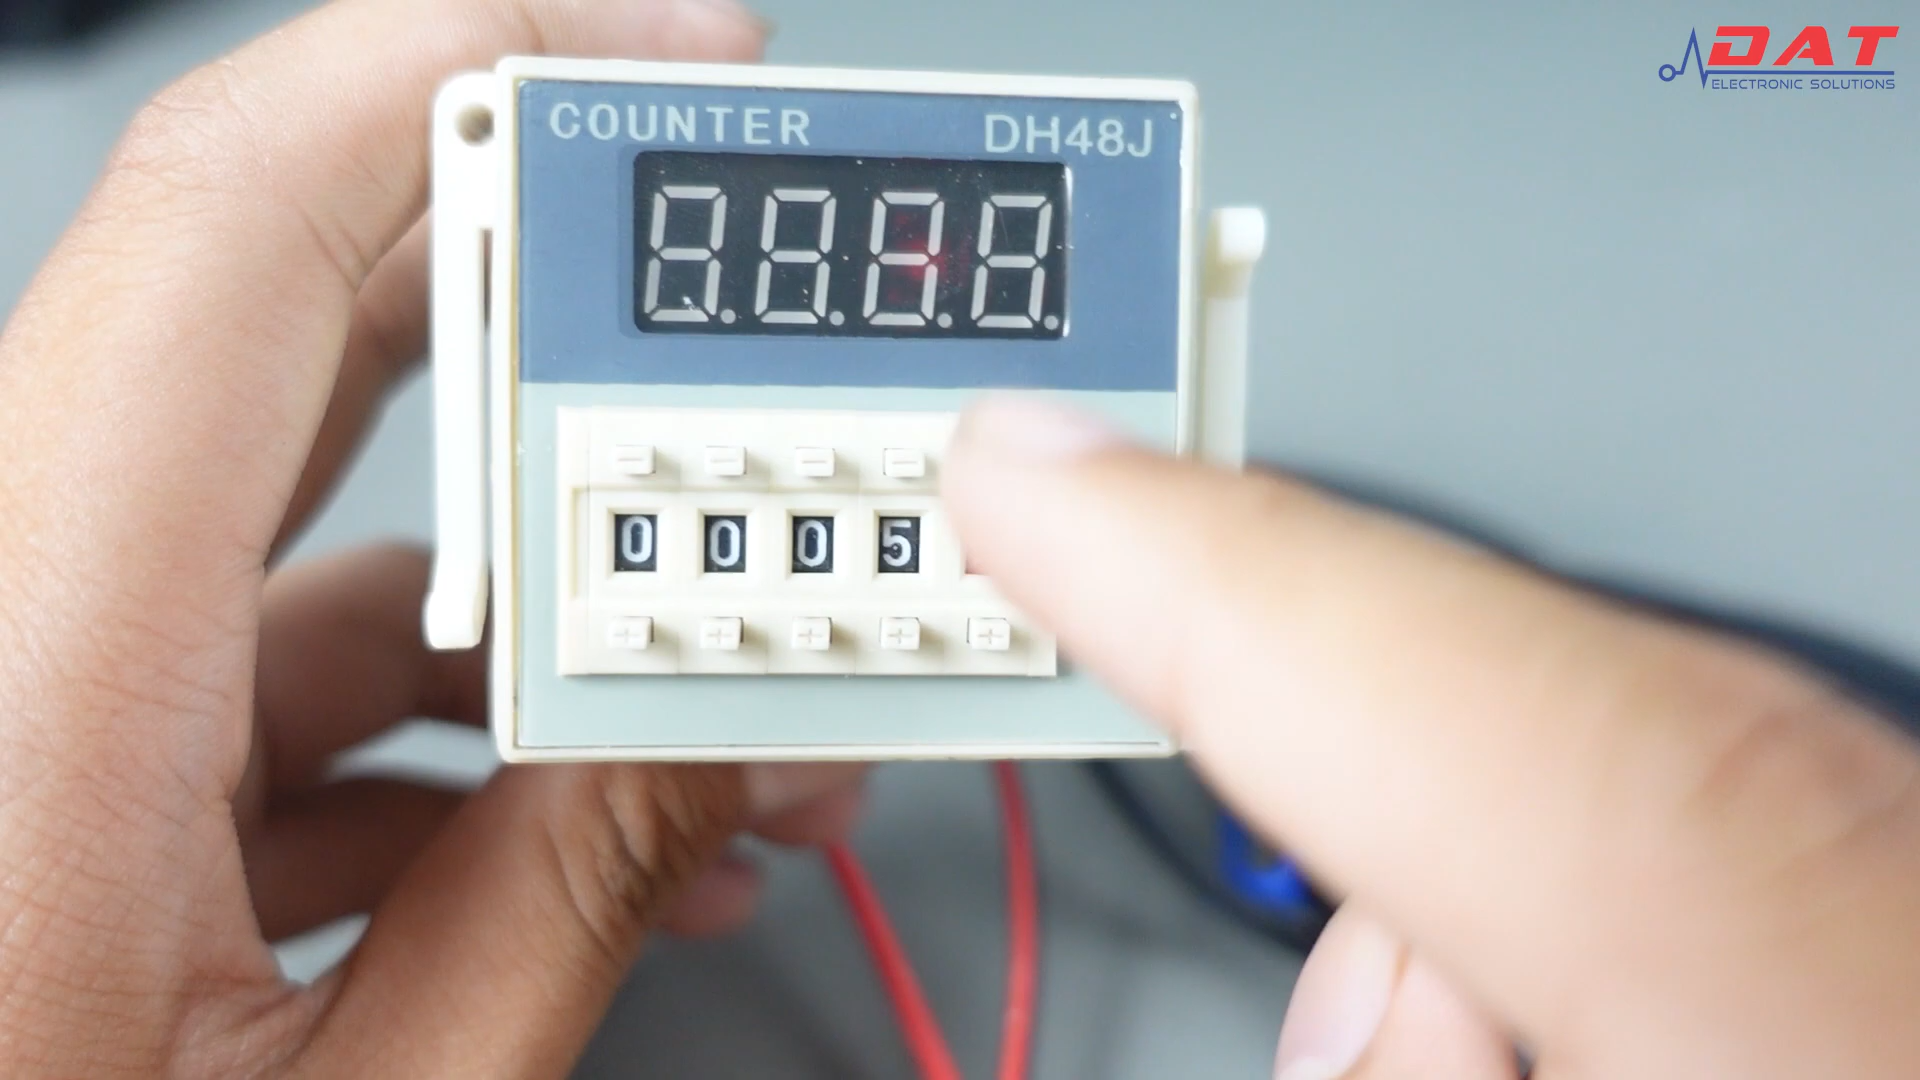 DAT
ELECTRONIC SOLUTIONS
COUNTER DH48J
- - - -
0 0 0 5
+ + + + +